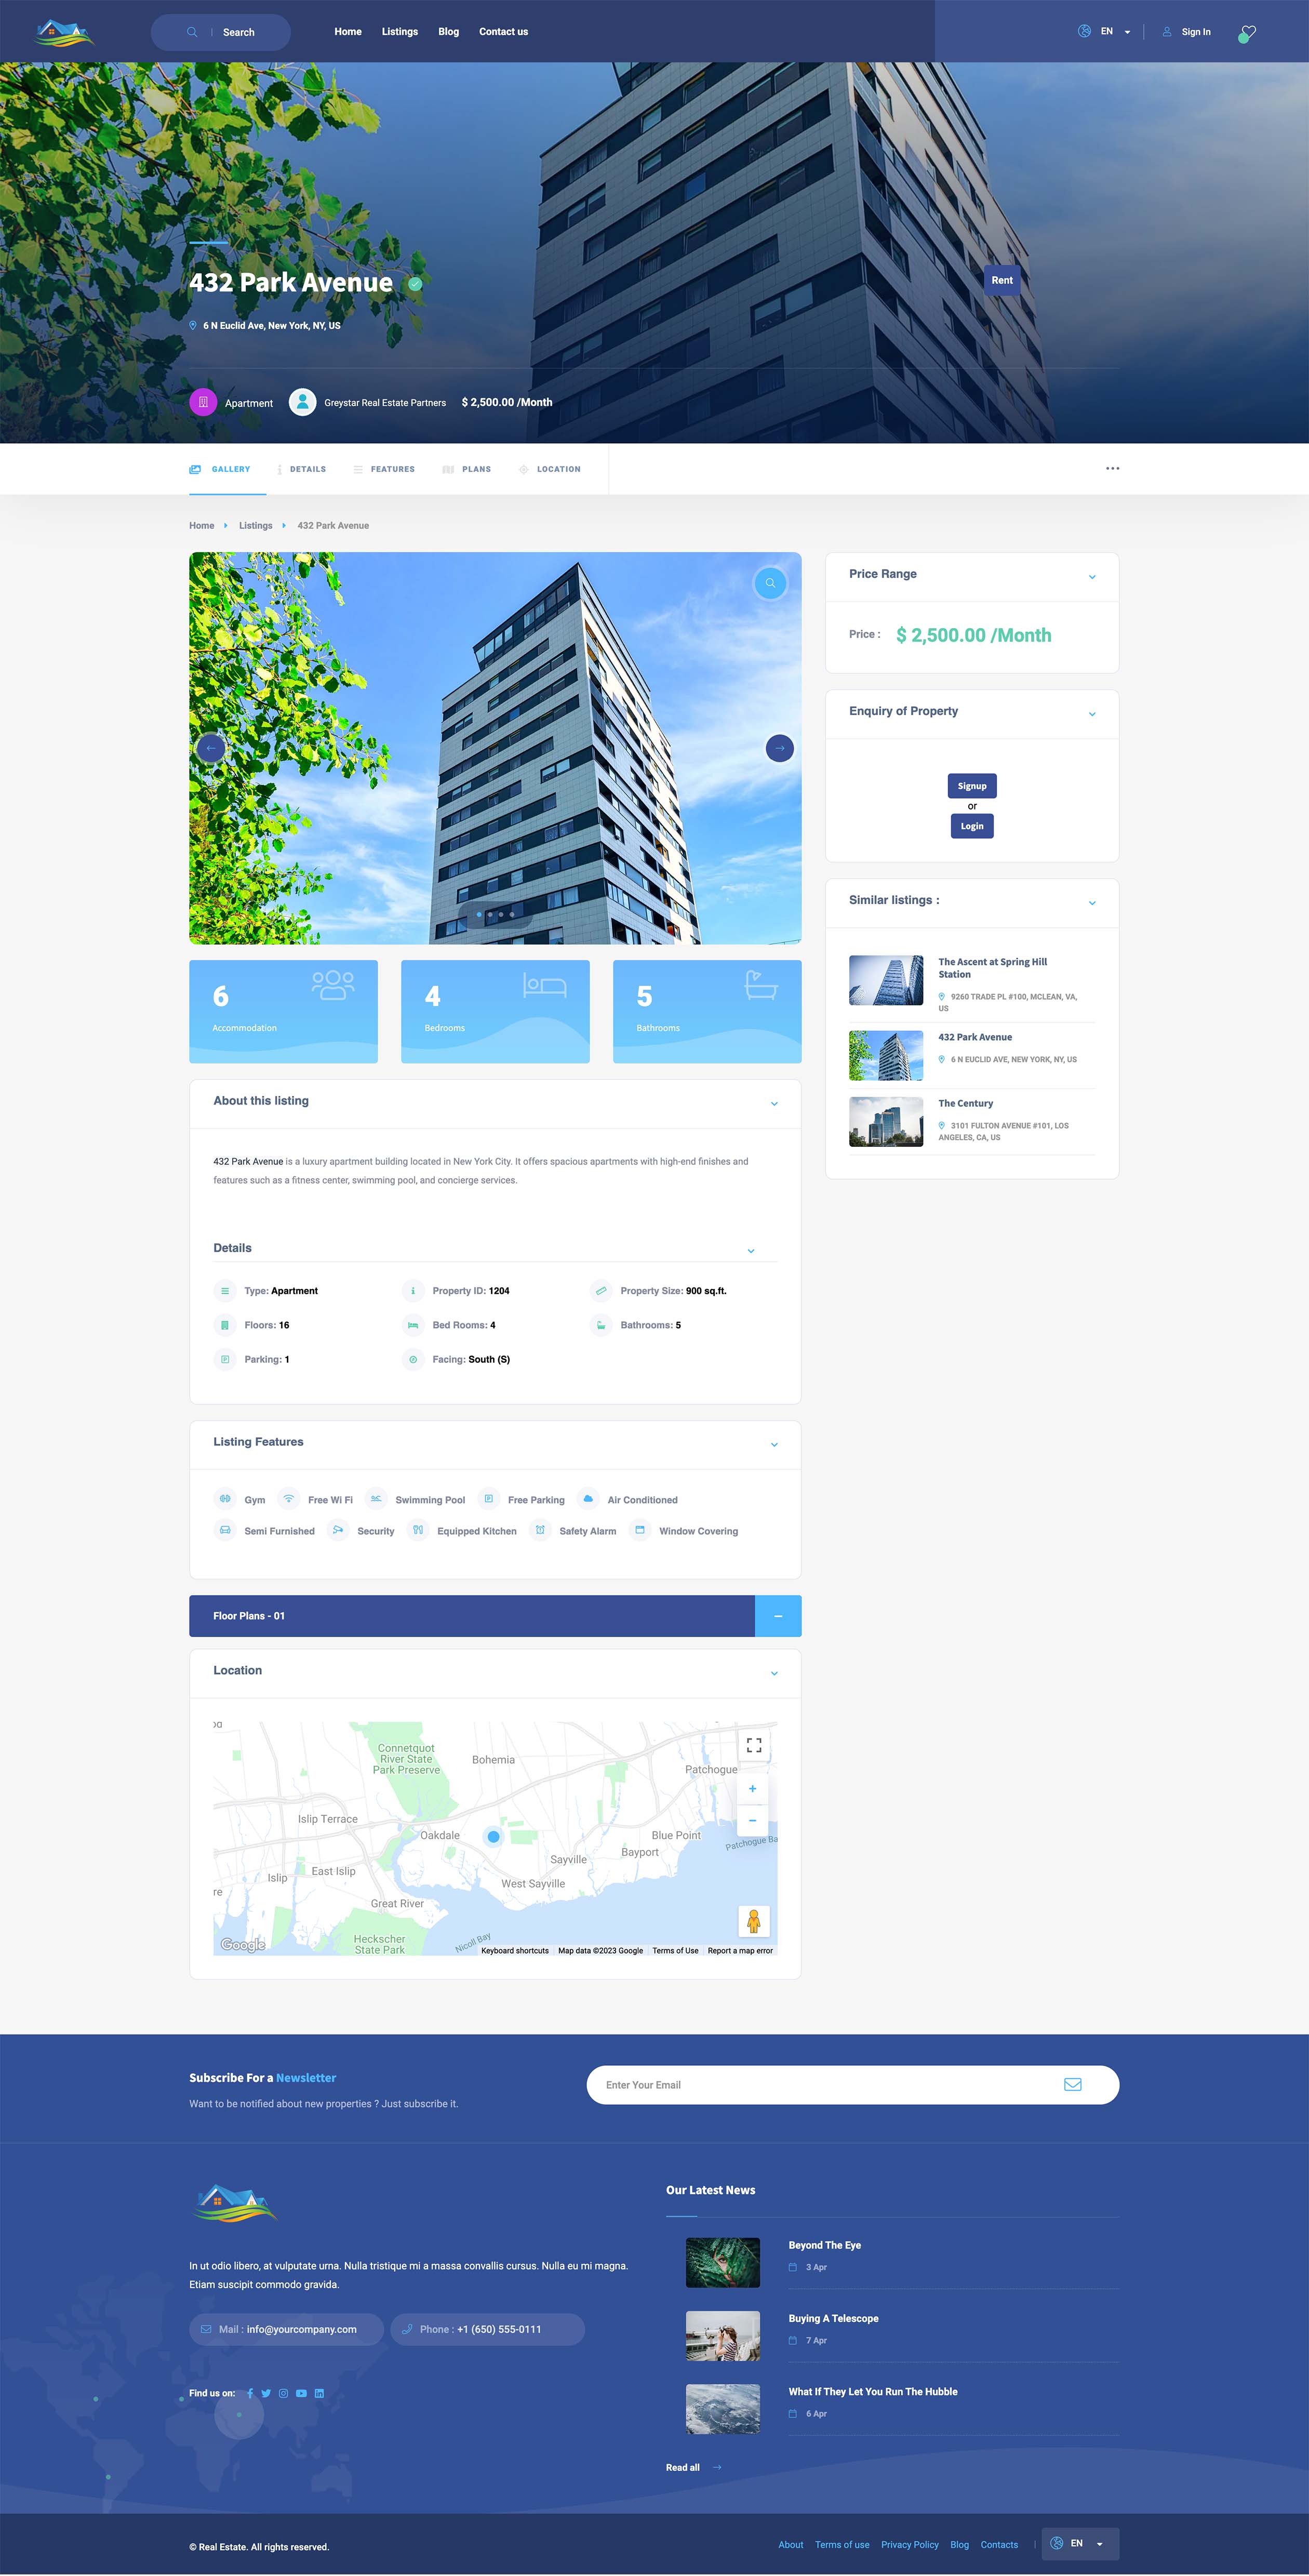 Search
Home
Listings
Blog
Contact us
EN
Sign In
432 Park Avenue
6 N Euclid Ave, New York, NY, US
Rent
Apartment
Greystar Real Estate Partners
$ 2,500.00 /Month
GALLERY
DETAILS
FEATURES
PLANS
LOCATION
Home
Listings
432 Park Avenue
6
Accommodation
4
Bedrooms
5
Bathrooms
About this listing
432 Park Avenue is a luxury apartment building located in New York City. It offers spacious apartments with high-end finishes and
features such as a fitness center, swimming pool, and concierge services.
Details
Type: Apartment
Property ID: 1204
Property Size: 900 sq.ft.
Floors: 16
Bed Rooms: 4
Bathrooms: 5
Parking: 1
Facing: South (S)
Listing Features
Gym
Free Wi Fi
Swimming Pool
Free Parking
Air Conditioned
Semi Furnished
Security
Equipped Kitchen
Safety Alarm
Window Covering
Floor Plans - 01
Location
Connetquot
River State
Park Preserve
Bohemia
Patchogue
Islip Terrace
Oakdale
Blue Point
Patchogue Ba
Bayport
Sayville
East Islip
Islip
West Sayville
re
Great River
Heckscher
State Park
Nicoll Bay
Google
Keyboard shortcuts
Map data ©2023 Google
Terms of Use
Report a map error
Price Range
Price :
$ 2,500.00 /Month
Enquiry of Property
Signup
or
Login
Similar listings :
The Ascent at Spring Hill
Station
9260 TRADE PL #100, MCLEAN, VA,
US
432 Park Avenue
6 N EUCLID AVE, NEW YORK, NY, US
The Century
3101 FULTON AVENUE #101, LOS
ANGELES, CA, US
Subscribe For a Newsletter
Want to be notified about new properties ? Just subscribe it.
Enter Your Email
In ut odio libero, at vulputate urna. Nulla tristique mi a massa convallis cursus. Nulla eu mi magna.
Etiam suscipit commodo gravida.
Mail : info@yourcompany.com
Phone : +1 (650) 555-0111
Find us on:
Our Latest News
Beyond The Eye
3 Apr
Buying A Telescope
7 Apr
What If They Let You Run The Hubble
6 Apr
Read all
© Real Estate. All rights reserved.
About
Terms of use
Privacy Policy
Blog
Contacts
EN